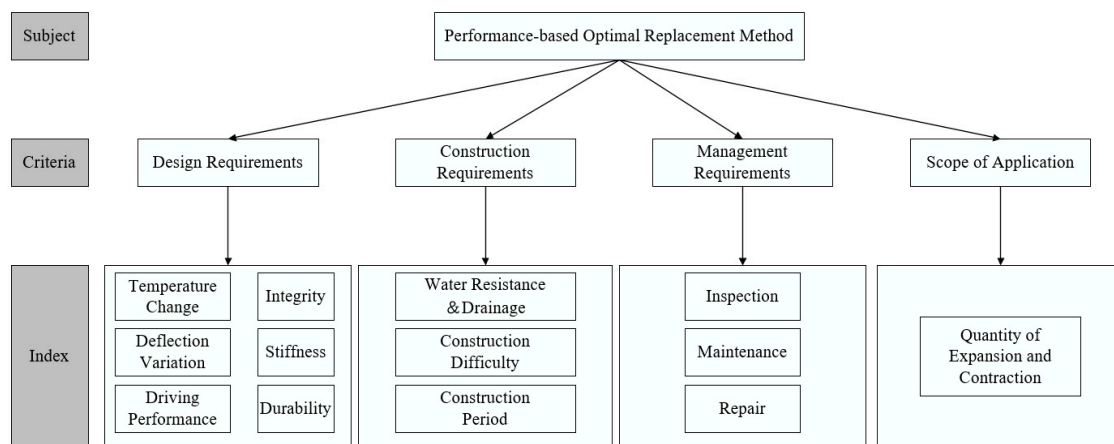 Subject
Performance-based Optimal Replacement Method
Criteria
Design Requirements
Construction
Requirements
Management
Requirements
Scope of Application
Index
Temperature
Change
Integrity
Deflection
Variation
Stiffness
Driving
Performance
Durability
Water Resistance
&Drainage
Construction
Difficulty
Construction
Period
Inspection
Maintenance
Repair
Quantity of
Expansion and
Contraction